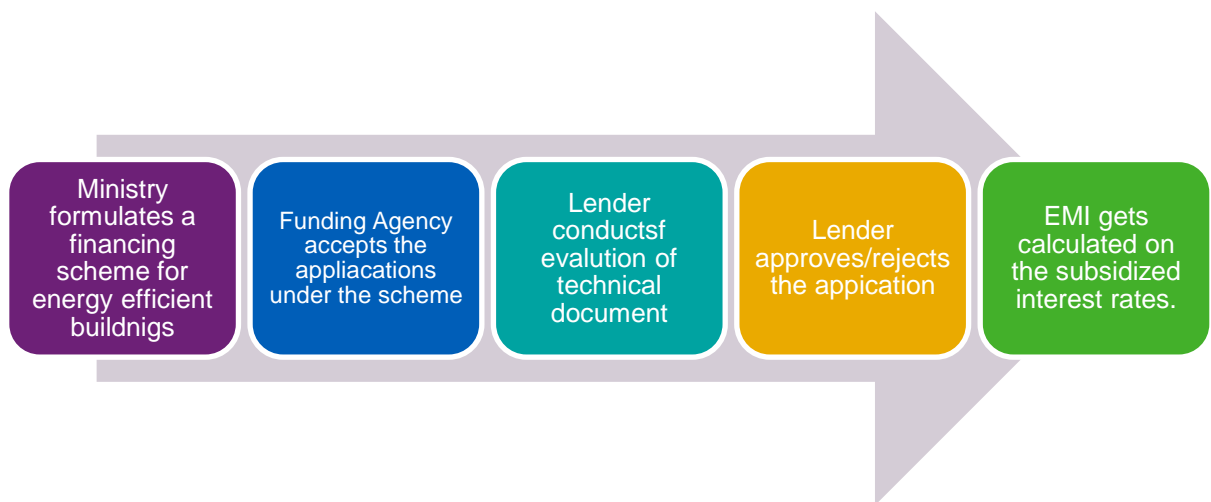 Ministry
formulates a
financing
scheme for
energy efficient
buildnigs
Funding Agency
accepts the
appliacations
under the scheme
Lender
conductsf
evalution of
technical
document
Lender
approves/rejects
the appication
EMI gets
calculated on
the subsidized
interest rates.